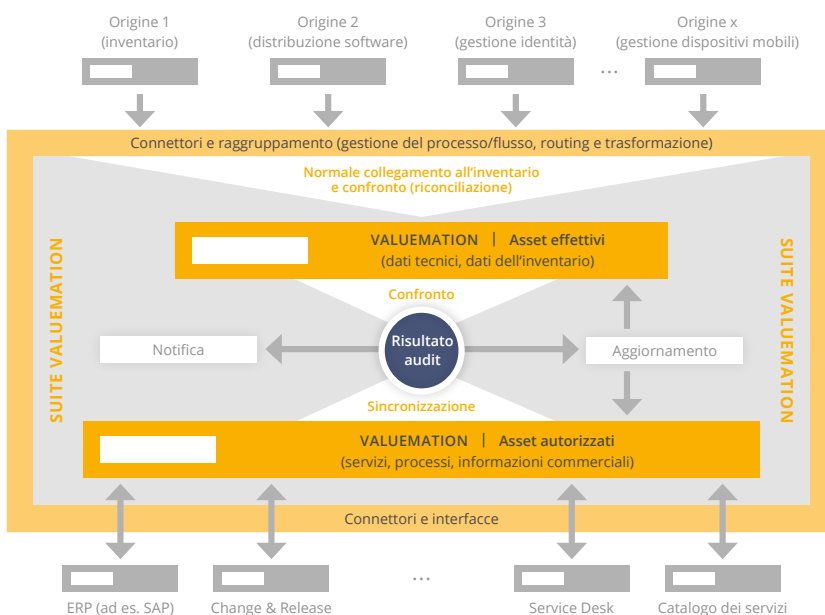 Origine 1
(inventario)
Origine 2
(distribuzione software)
Origine 3
(gestione identità)
Origine x
(gestione dispositivi mobili)
...
Connettori e raggruppamento (gestione del processo/flusso, routing e trasformazione)
Normale collegamento all'inventario
e confronto (riconciliazione)
SUITE VALUEMATION
VALUEMATION | Asset effettivi
(dati tecnici, dati dell'inventario)
SUITE VALUEMATION
Confronto
Notifica
Risultato
audit
Aggiornamento
Sincronizzazione
VALUEMATION | Asset autorizzati
(servizi, processi, informazioni commerciali)
Connettori e interfacce
...
ERP (ad es. SAP)
Change & Release
Service Desk
Catalogo dei servizi